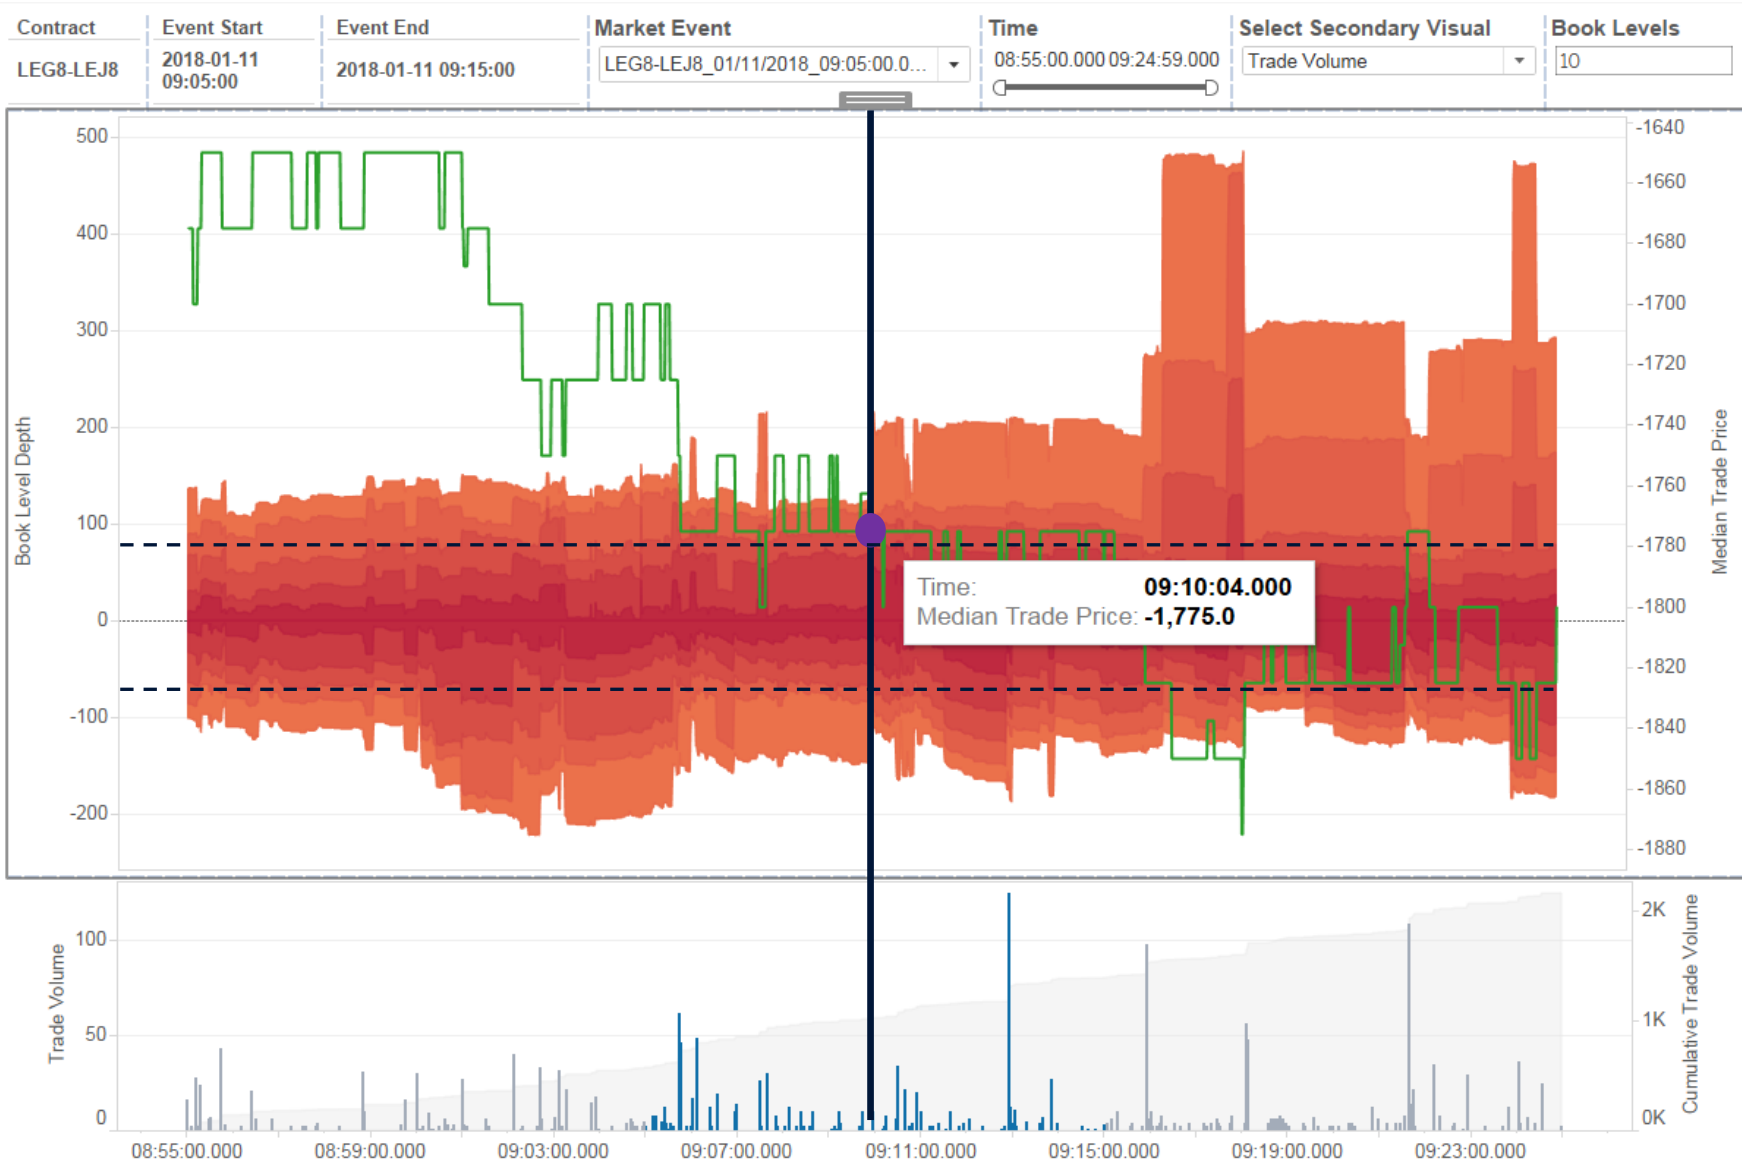 Contract
Event Start
Event End
Market Event
Time
Select Secondary Visual
Book Levels
LEG8-LEJ8
2018-01-11
09:05:00
2018-01-11 09:15:00
LEG8-LEJ8_01/11/2018_09:05:00.0...
08:55:00.000 09:24:59.000
Trade Volume
10
Book Level Depth
500
400
300
200
100
0
-100
-200
-1640
-1660
-1680
-1700
-1720
-1740
-1760
-1780
-1800
-1820
-1840
-1860
-1880
Median Trade Price
Time: 09:10:04.000
Median Trade Price: -1,775.0
Trade Volume
100
50
0
2K
1K
0K
Cumulative Trade Volume
08:55:00.000
08:59:00.000
09:03:00.000
09:07:00.000
09:11:00.000
09:15:00.000
09:19:00.000
09:23:00.000